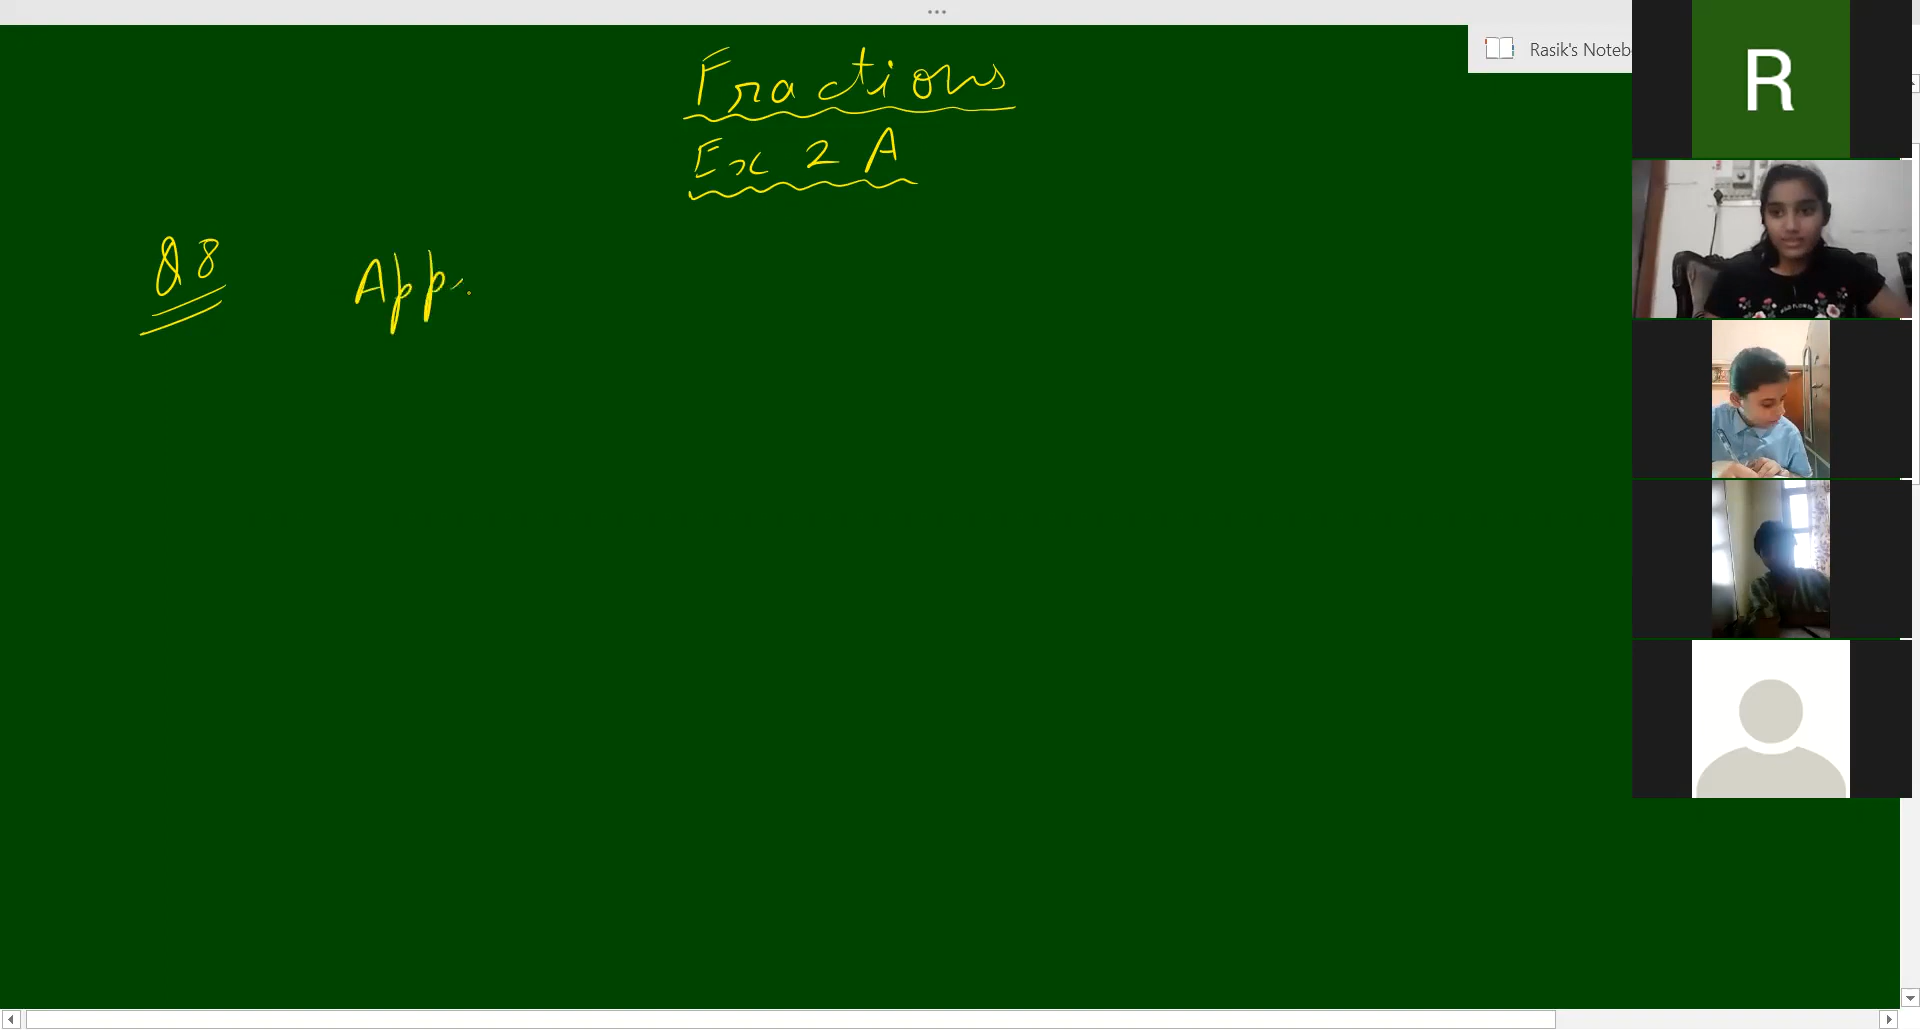 Fractions
Ex 2 A
Q8 App
Rasik's Noteb
R